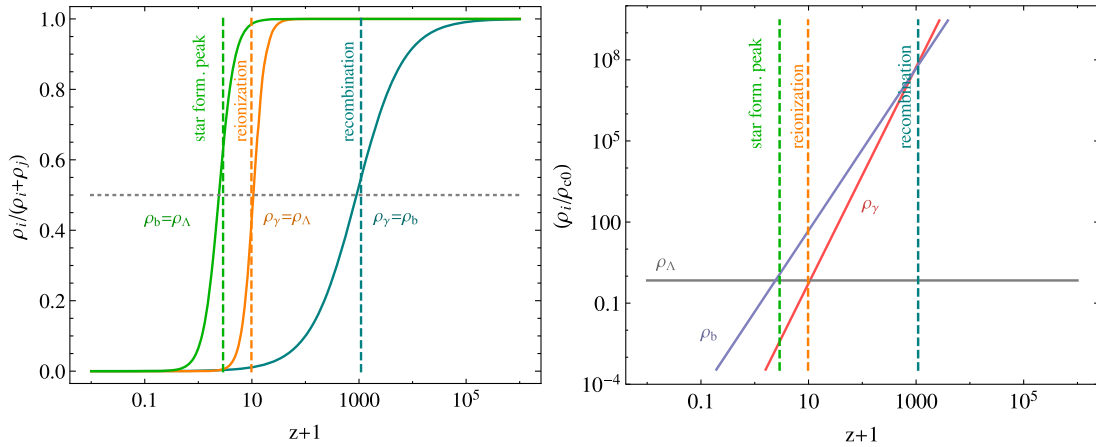 1.0
0.8
0.6
0.4
0.2
0.0
ρi/(ρi+ρj)
star form. peak
reionization
recombination
ρb=ρΛ
ργ=ρΛ
ργ=ρb
0.1
10
1000
10^5
z+1
10^8
10^5
100
0.1
10^-4
(ρi/ρc0)
star form. peak
reionization
recombination
ργ
ρΛ
ρb
0.1
10
1000
10^5
z+1